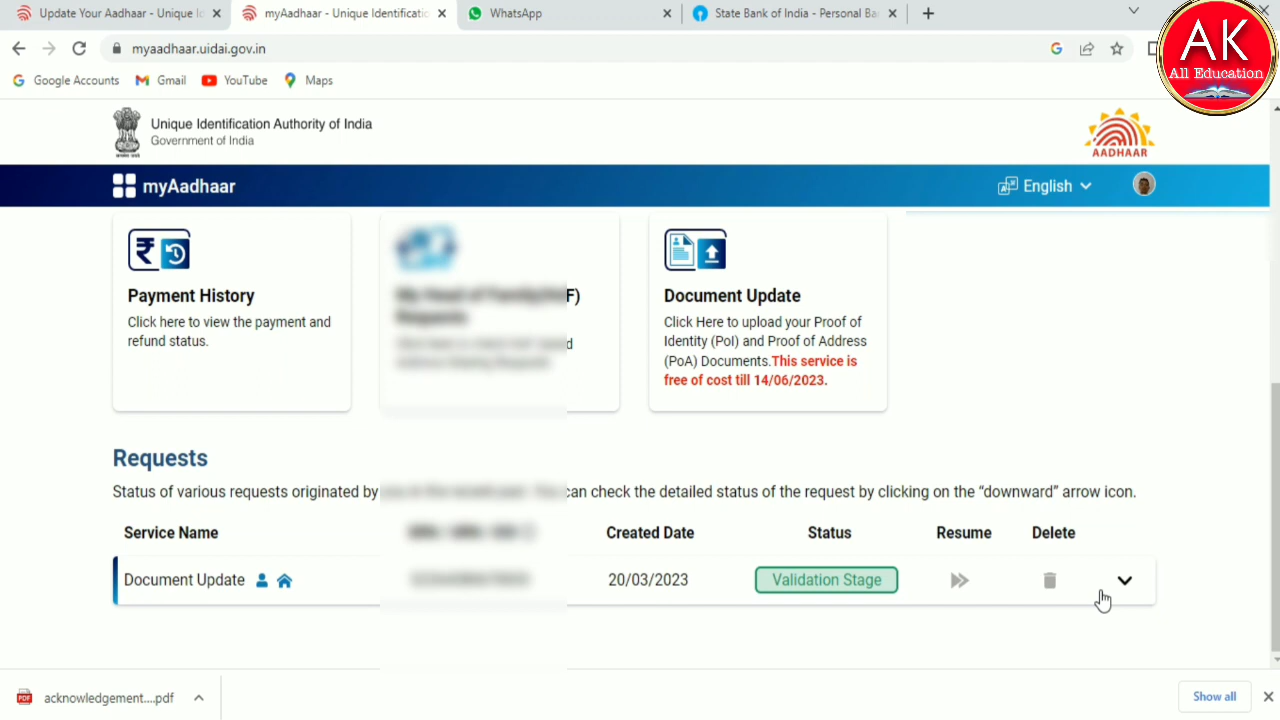 Update Your Aadhaar - Unique Id
myAadhaar - Unique Identificatio
WhatsApp
State Bank of India - Personal Ba
myaadhaar.uidai.gov.in
AK
All Education
Google Accounts
Gmail
YouTube
Maps
Unique Identification Authority of India
Government of India
AADHAAR
myAadhaar
English
Payment History
Click here to view the payment and
refund status.
Document Update
Click Here to upload your Proof of
Identity (PoI) and Proof of Address
(PoA) Documents.This service is
free of cost till 14/06/2023.
Requests
Status of various requests originated by can check the detailed status of the request by clicking on the “downward” arrow icon.
Service Name Created Date Status Resume Delete
Document Update 20/03/2023 Validation Stage
PDF
acknowledgement....pdf
Show all